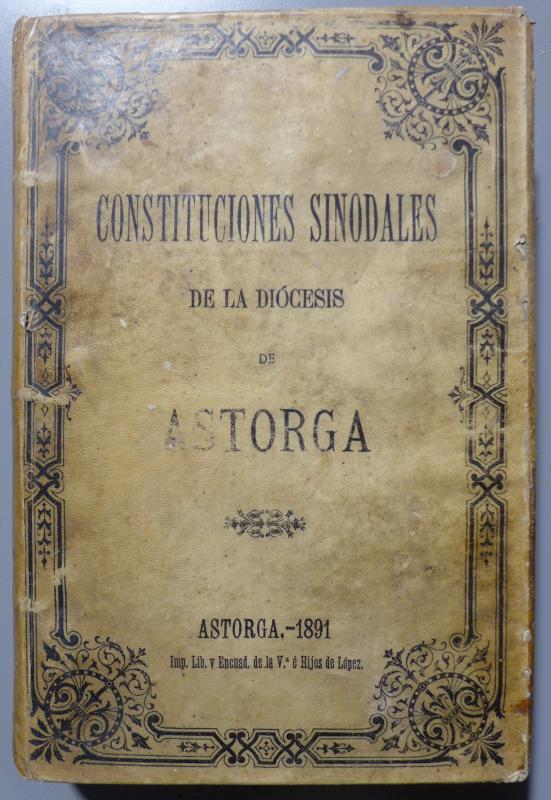 CONSTITUCIONES SINODALES
DE LA DIÓCESIS
DE
ASTORGA
ASTORGA.-1891
Imp. Lib. y Encuad. de la V.ª é Hijos de López.